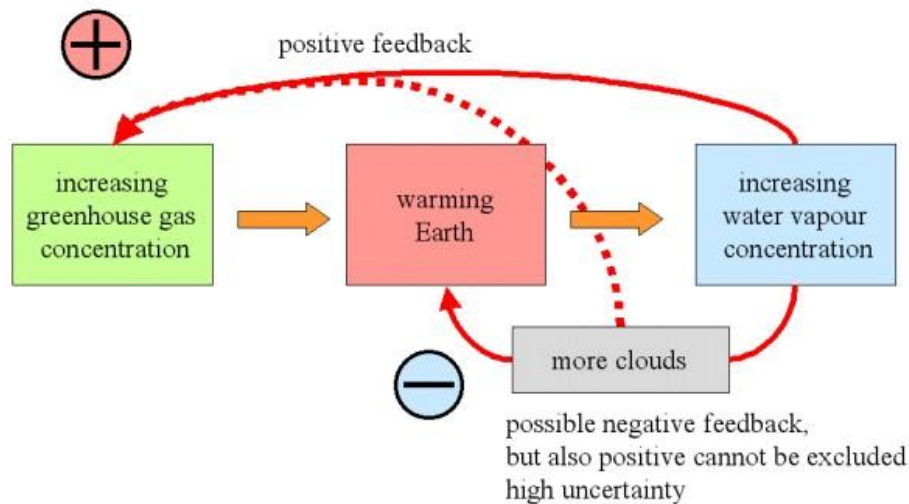 positive feedback
increasing
greenhouse gas
concentration
warming
Earth
increasing
water vapour
concentration
more clouds
possible negative feedback,
but also positive cannot be excluded
high uncertainty